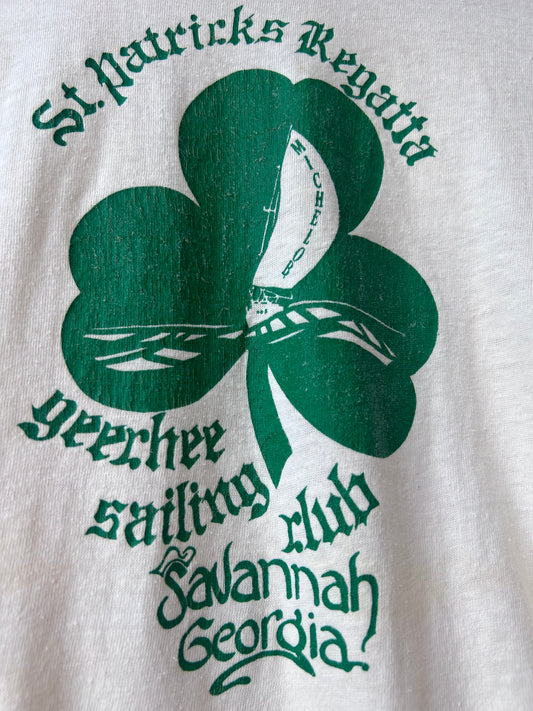 St. Patricks Regatta
MICHELOB
geechee
sailing club
Savannah
Georgia